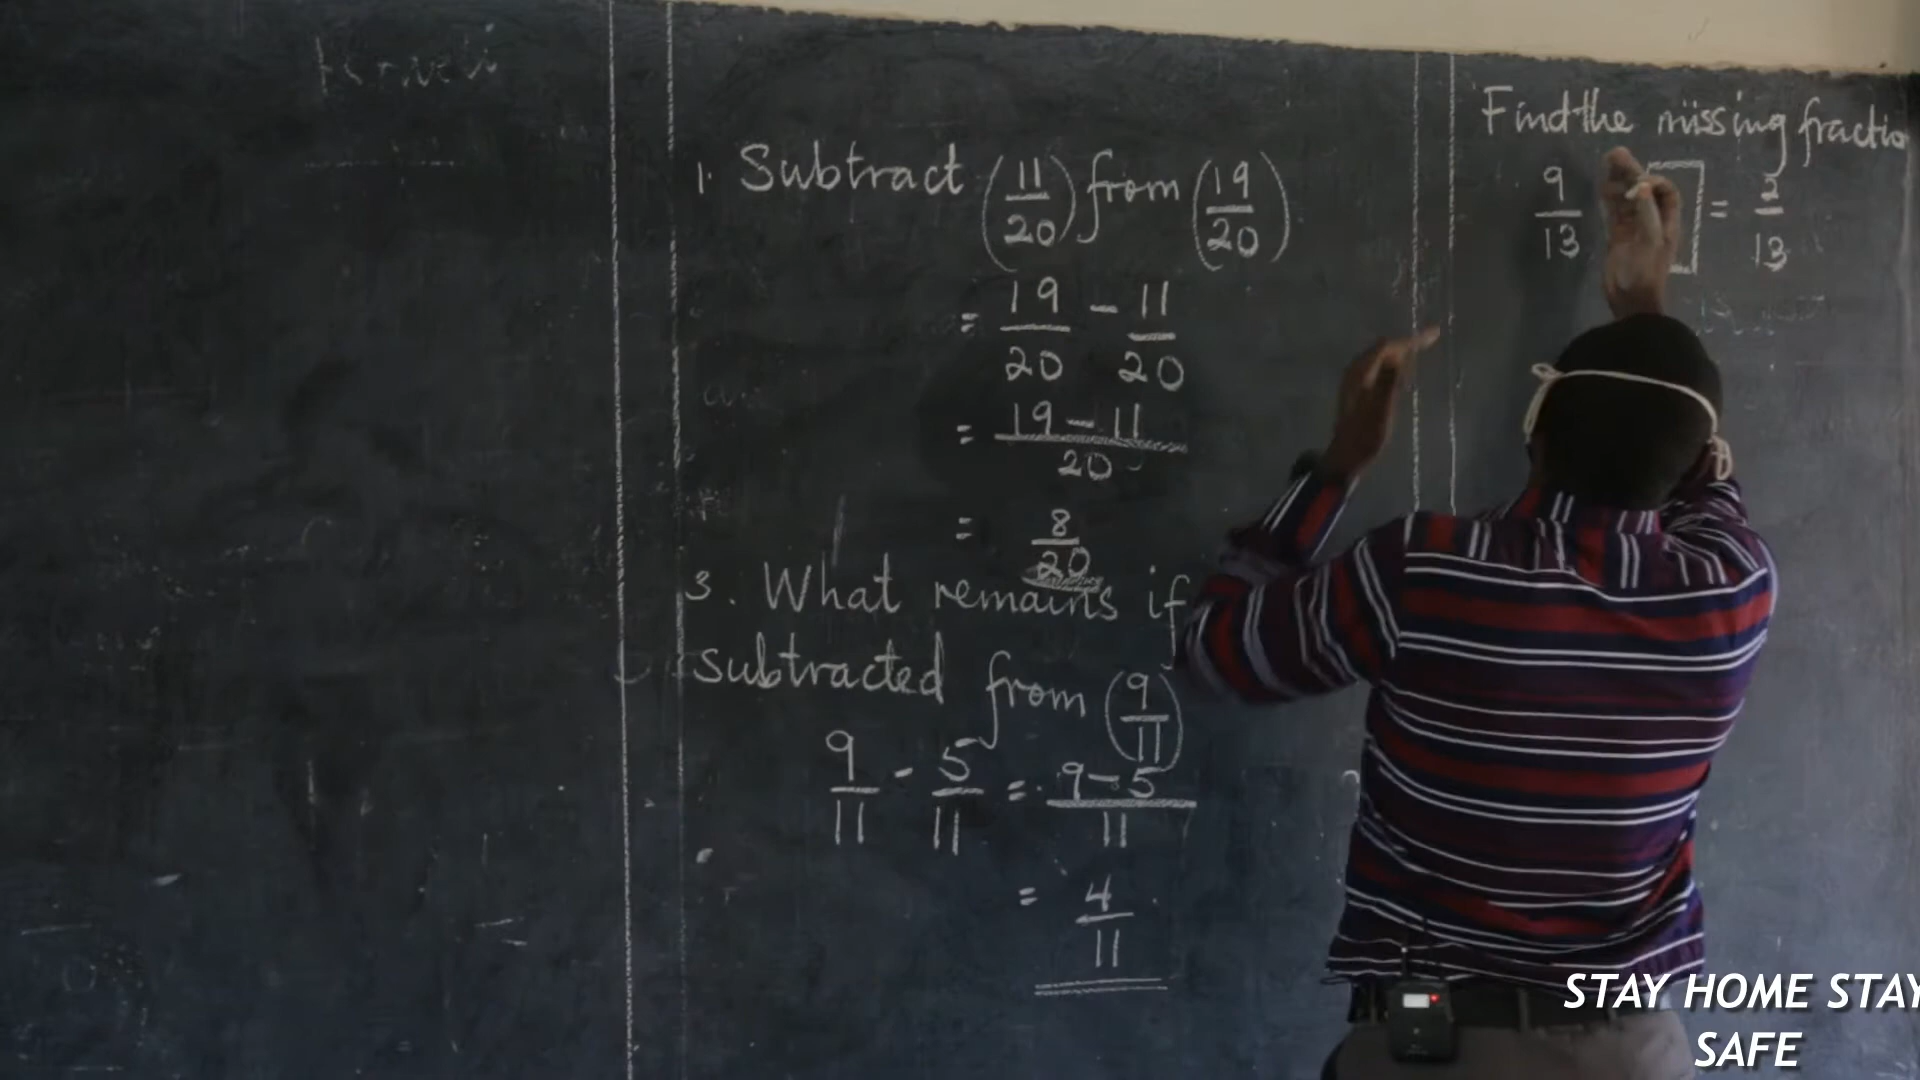 1. Subtract (11/20) from (19/20)
= 19/20 - 11/20
= 19 - 11/20
= 8/20
3. What remains if
subtracted from (9/11)
9/11 - 5/11 = 9 - 5/11
= 4/11
Find the missing fractio
9/13 = 2/13
STAY HOME STAY
SAFE